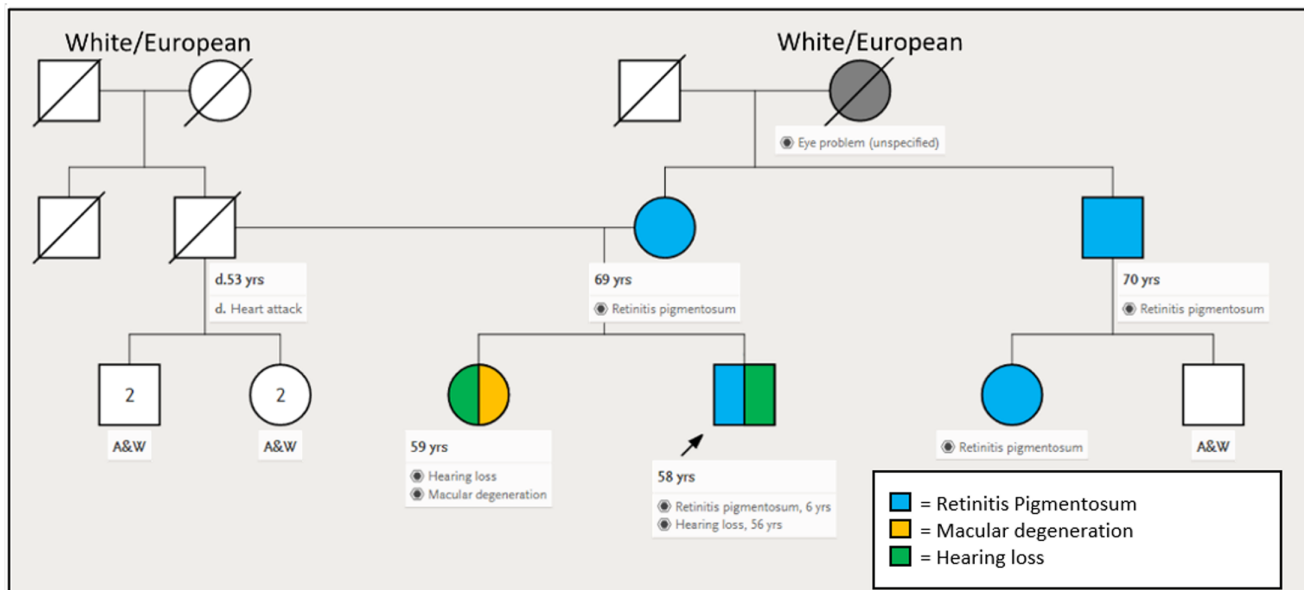 White/European
White/European
Eye problem (unspecified)
d.53 yrs
d. Heart attack
69 yrs
Retinitis pigmentosum
70 yrs
Retinitis pigmentosum
2
2
A&W
A&W
59 yrs
Hearing loss
Macular degeneration
58 yrs
Retinitis pigmentosum, 6 yrs
Hearing loss, 56 yrs
Retinitis pigmentosum
A&W
= Retinitis Pigmentosum
= Macular degeneration
= Hearing loss